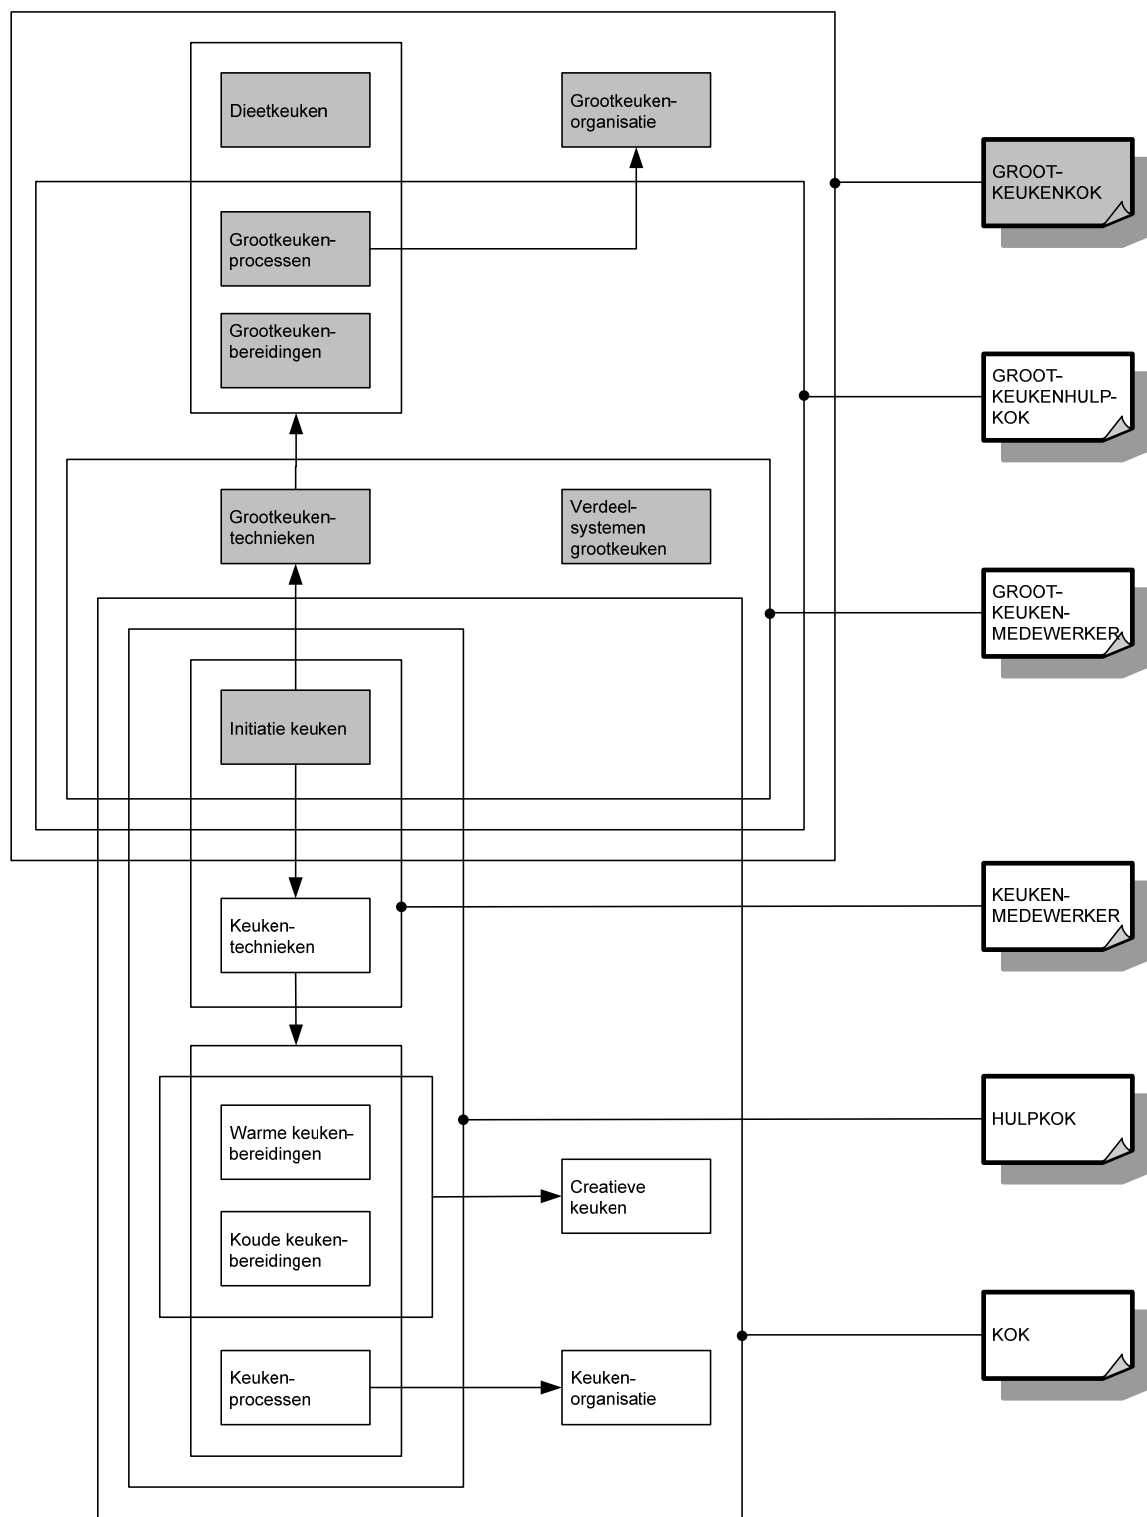 Dieetkeuken
Grootkeuken-
organisatie
GROOT-
KEUKENKOK
Grootkeuken-
processen
Grootkeuken-
bereidingen
GROOT-
KEUKENHULP-
KOK
Grootkeuken-
technieken
Verdeel-
systemen
grootkeuken
GROOT-
KEUKEN-
MEDEWERKER
Initiatie keuken
Keuken-
technieken
KEUKEN-
MEDEWERKER
Warme keuken-
bereidingen
HULPKOK
Creatieve
keuken
Koude keuken-
bereidingen
Keuken-
processen
Keuken-
organisatie
KOK